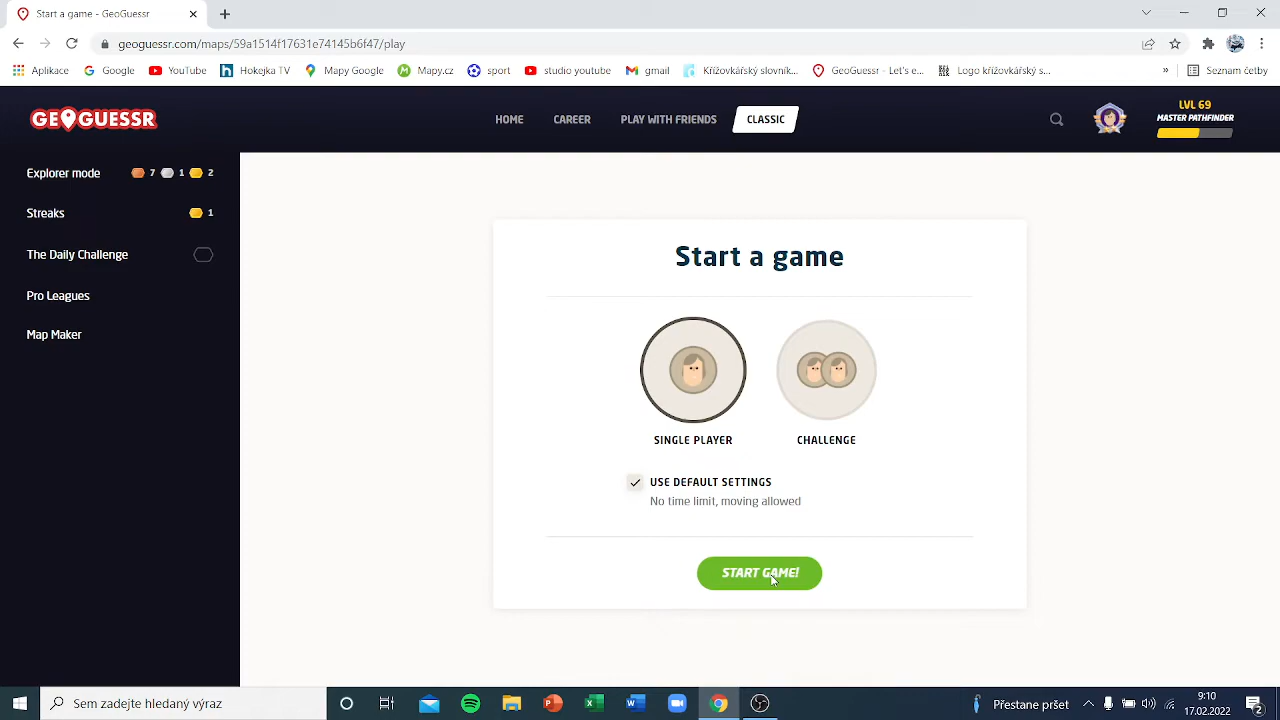 Start a game - GeoGuessr
geoguessr.com/maps/59a1514f17631e74145b6f47/play
Aplikace Google YouTube Hokejka TV Mapy Google Mapy.cz sport studio youtube gmail Křížovkářský slovník... GeoGuessr - Let's e... Logo křížovkářský s... » Seznam četby
GEOGUESSR HOME CAREER PLAY WITH FRIENDS CLASSIC
LVL 69
MASTER PATHFINDER
Explorer mode 7 1 2
Streaks 1
The Daily Challenge
Pro Leagues
Map Maker
Start a game
SINGLE PLAYER CHALLENGE
USE DEFAULT SETTINGS
No time limit, moving allowed
START GAME!
Sem zadejte hledaný výraz
Přestane pršet
9:10
17.02.2022
2